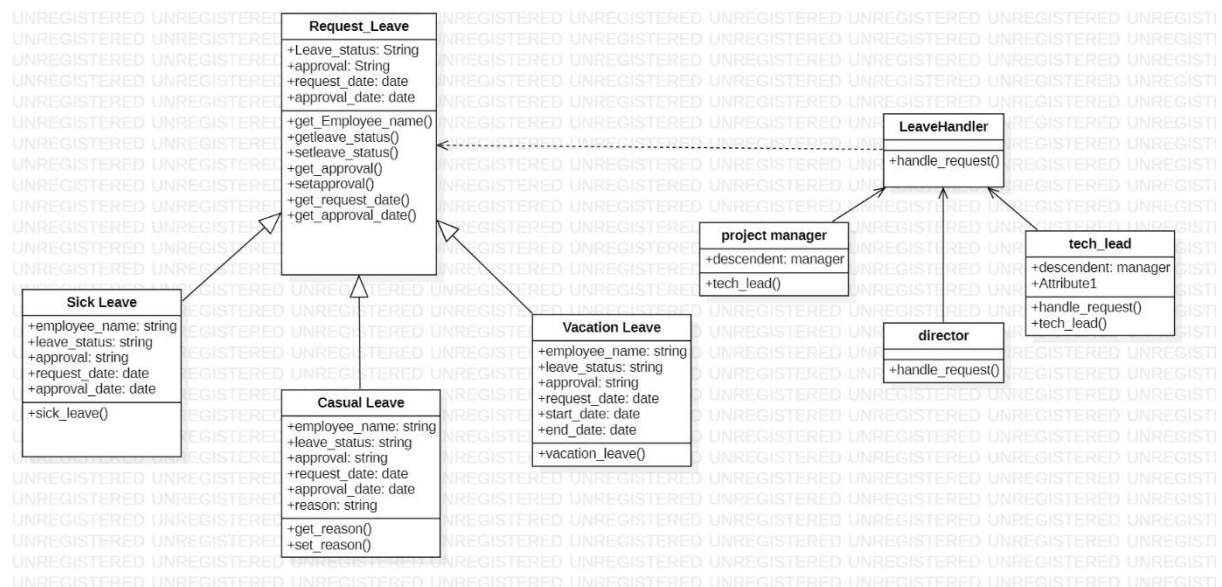 Request_Leave
+Leave_status: String
+approval: String
+request_date: date
+approval_date: date
+get_Employee_name()
+getleave_status()
+setleave_status()
+get_approval()
+setapproval()
+get_request_date()
+get_approval_date()
LeaveHandler
+handle_request()
project manager
+descendent: manager
+tech_lead()
tech_lead
+descendent: manager
+Attribute1
+handle_request()
+tech_lead()
director
+handle_request()
Sick Leave
+employee_name: string
+leave_status: string
+approval: string
+request_date: date
+approval_date: date
+sick_leave()
Casual Leave
+employee_name: string
+leave_status: string
+approval: string
+request_date: date
+approval_date: date
+reason: string
+get_reason()
+set_reason()
Vacation Leave
+employee_name: string
+leave_status: string
+approval: string
+request_date: date
+start_date: date
+end_date: date
+vacation_leave()
UNREGISTERED